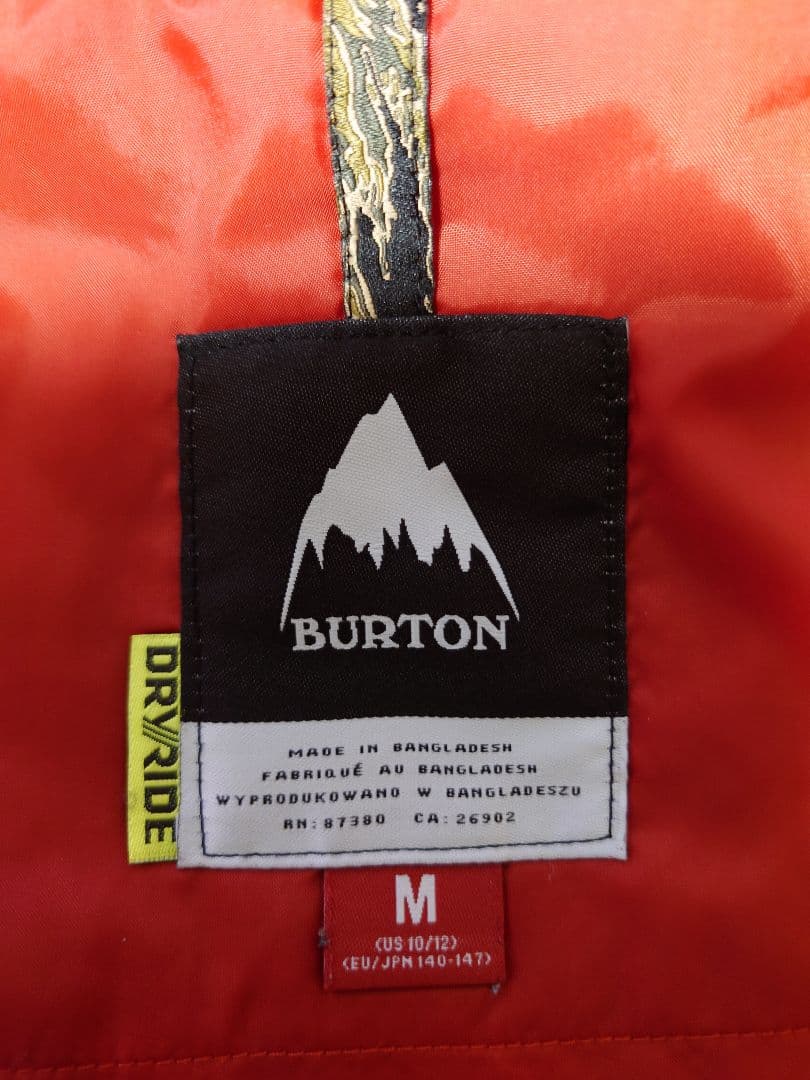 BURTON
DRY//RIDE
MADE IN BANGLADESH
FABRIQUÉ AU BANGLADESH
WYPRODUKOWANO W BANGLADESZU
RN: 87380 CA: 26902
M
(US 10/12)
(EU/JPN 140-147)